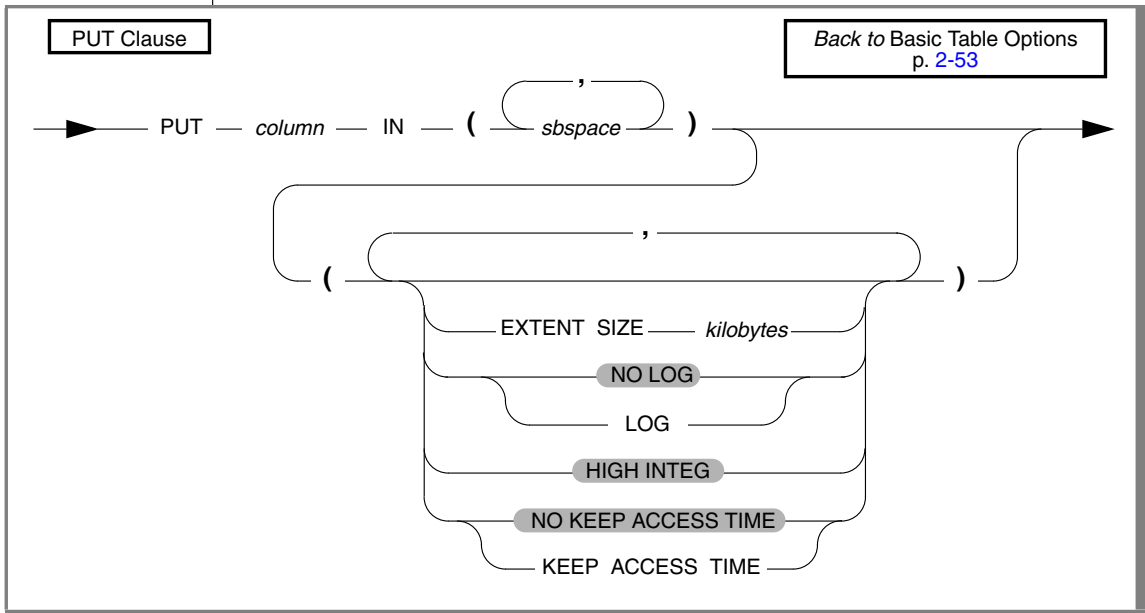 PUT Clause
Back to Basic Table Options
p. 2-53
,
PUT column IN ( sbspace )
,
( )
EXTENT SIZE kilobytes
NO LOG
LOG
HIGH INTEG
NO KEEP ACCESS TIME
KEEP ACCESS TIME